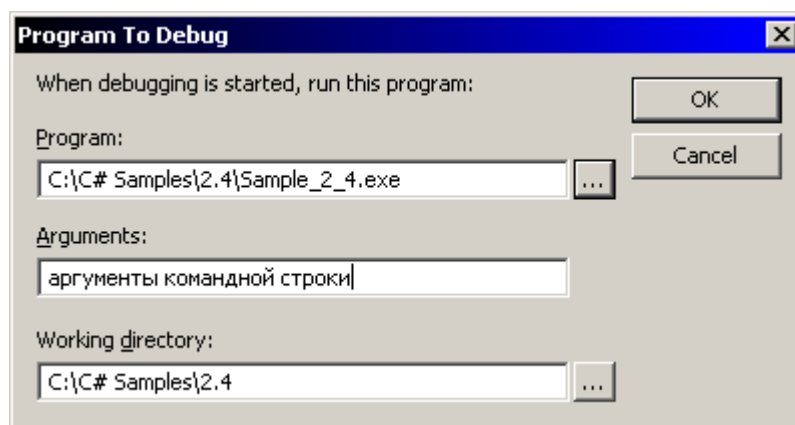 Program To Debug
When debugging is started, run this program:
OK
Program:
Cancel
C:\C# Samples\2.4\Sample_2_4.exe
...
Arguments:
аргументы командной строки
Working directory:
C:\C# Samples\2.4
...